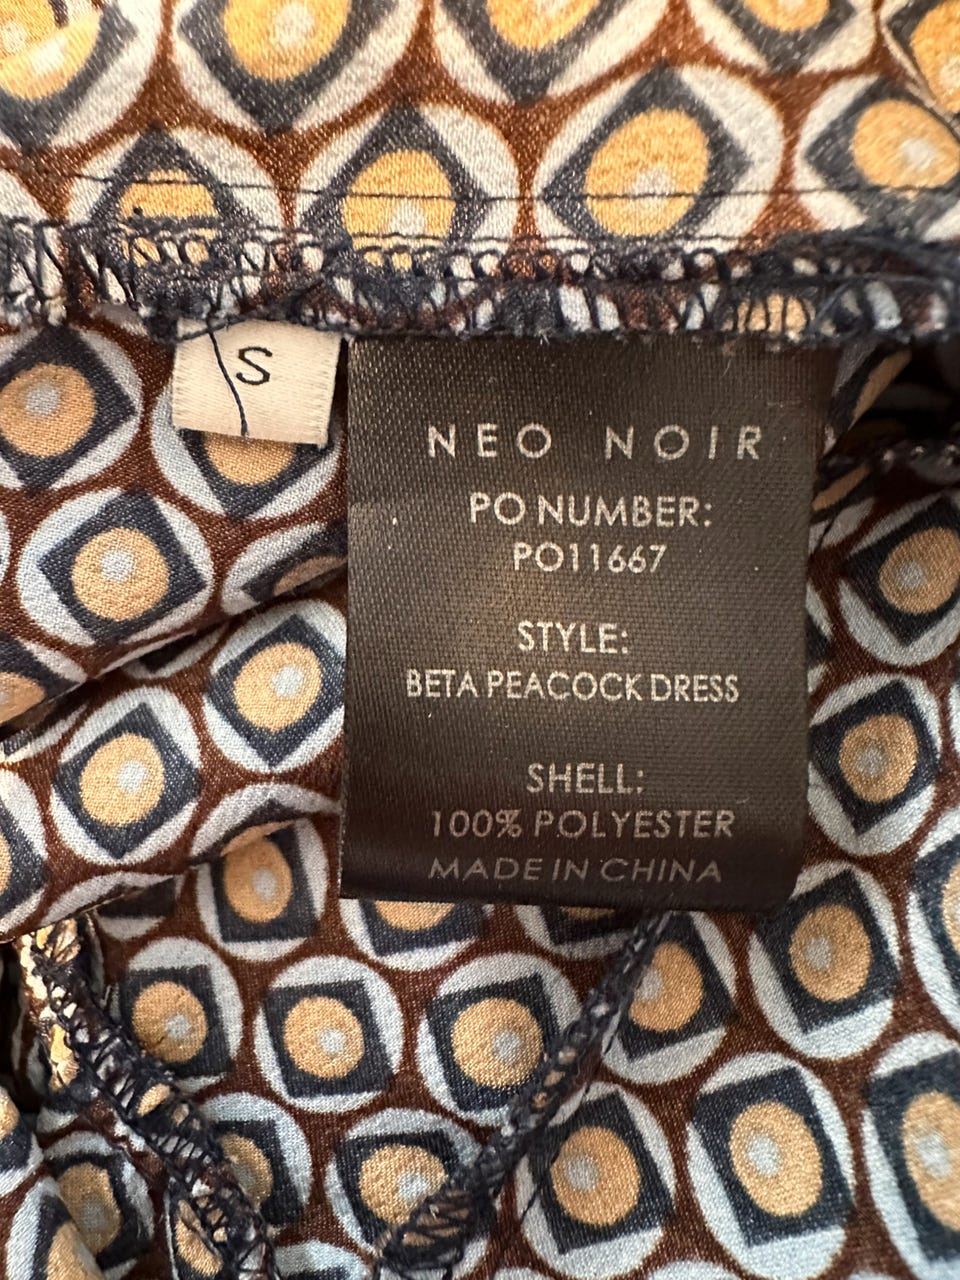 S
NEO NOIR
PO NUMBER:
PO11667
STYLE:
BETA PEACOCK DRESS
SHELL:
100% POLYESTER
MADE IN CHINA